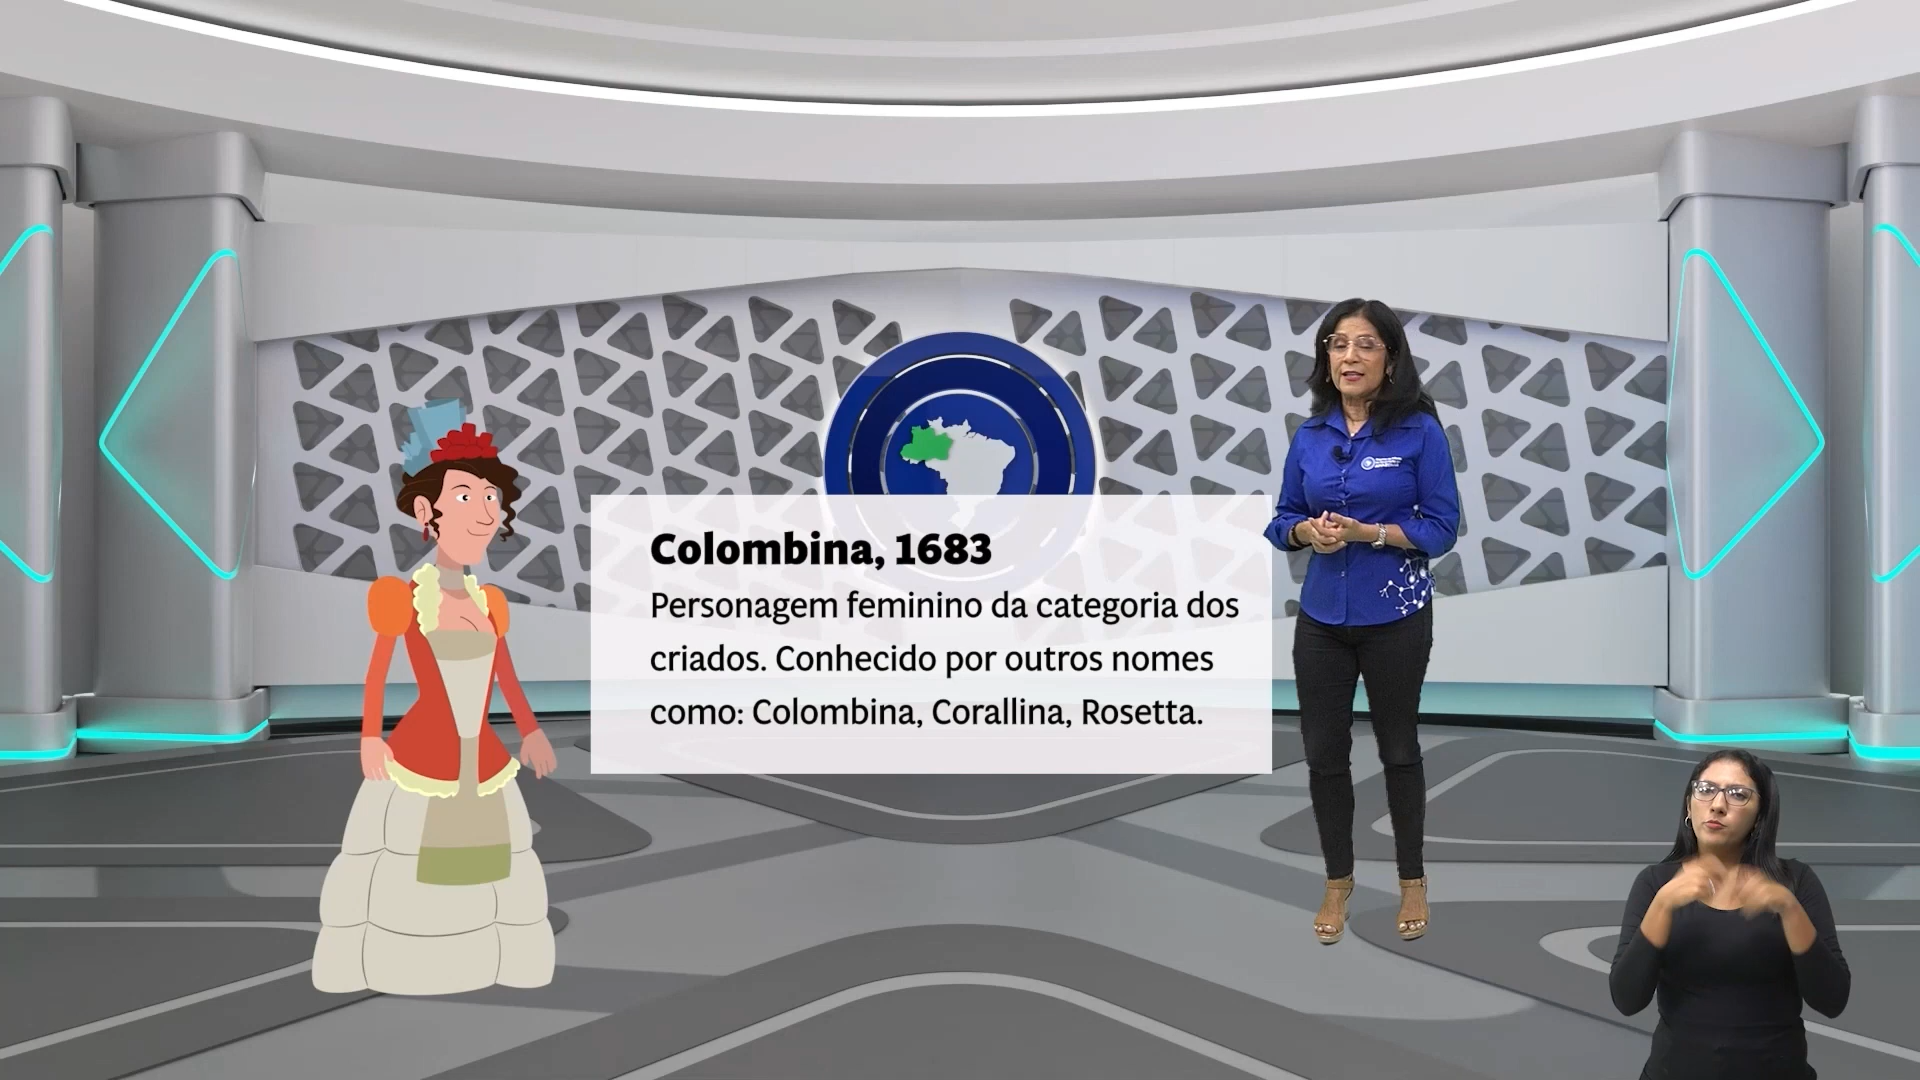 Colombina, 1683
Personagem feminino da categoria dos
criados. Conhecido por outros nomes
como: Colombina, Corallina, Rosetta.